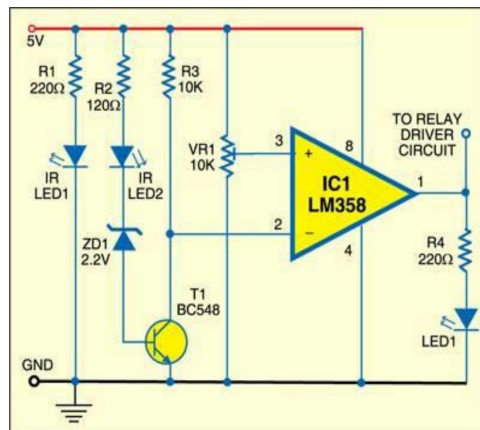 5V
R1
220Ω
R2
120Ω
R3
10K
VR1
10K
3
+
8
IC1
LM358
1
2
−
4
TO RELAY
DRIVER
CIRCUIT
IR
LED1
IR
LED2
ZD1
2.2V
T1
BC548
R4
220Ω
LED1
GND